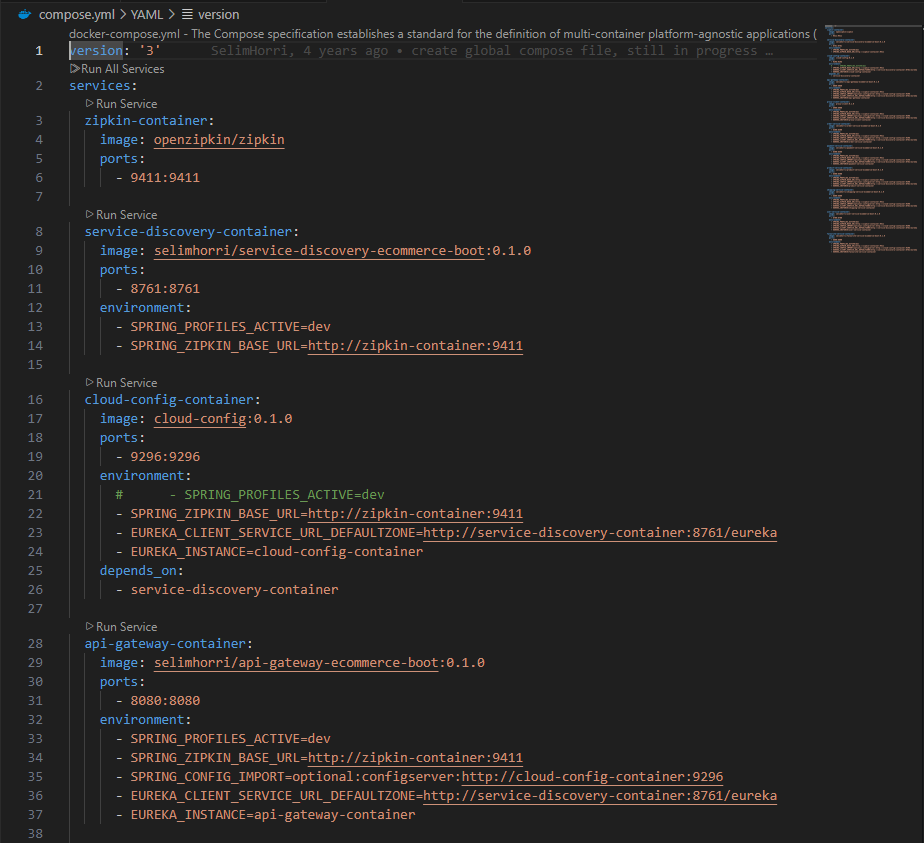 compose.yml > YAML > version
docker-compose.yml - The Compose specification establishes a standard for the definition of multi-container platform-agnostic applications (
1 version: '3' SelimHorri, 4 years ago • create global compose file, still in progress …
Run All Services
2 services:
Run Service
3 zipkin-container:
4 image: openzipkin/zipkin
5 ports:
6 - 9411:9411
7
Run Service
8 service-discovery-container:
9 image: selimhorri/service-discovery-ecommerce-boot:0.1.0
10 ports:
11 - 8761:8761
12 environment:
13 - SPRING_PROFILES_ACTIVE=dev
14 - SPRING_ZIPKIN_BASE_URL=http://zipkin-container:9411
15
Run Service
16 cloud-config-container:
17 image: cloud-config:0.1.0
18 ports:
19 - 9296:9296
20 environment:
21 # - SPRING_PROFILES_ACTIVE=dev
22 - SPRING_ZIPKIN_BASE_URL=http://zipkin-container:9411
23 - EUREKA_CLIENT_SERVICE_URL_DEFAULTZONE=http://service-discovery-container:8761/eureka
24 - EUREKA_INSTANCE=cloud-config-container
25 depends_on:
26 - service-discovery-container
27
Run Service
28 api-gateway-container:
29 image: selimhorri/api-gateway-ecommerce-boot:0.1.0
30 ports:
31 - 8080:8080
32 environment:
33 - SPRING_PROFILES_ACTIVE=dev
34 - SPRING_ZIPKIN_BASE_URL=http://zipkin-container:9411
35 - SPRING_CONFIG_IMPORT=optional:configserver:http://cloud-config-container:9296
36 - EUREKA_CLIENT_SERVICE_URL_DEFAULTZONE=http://service-discovery-container:8761/eureka
37 - EUREKA_INSTANCE=api-gateway-container
38